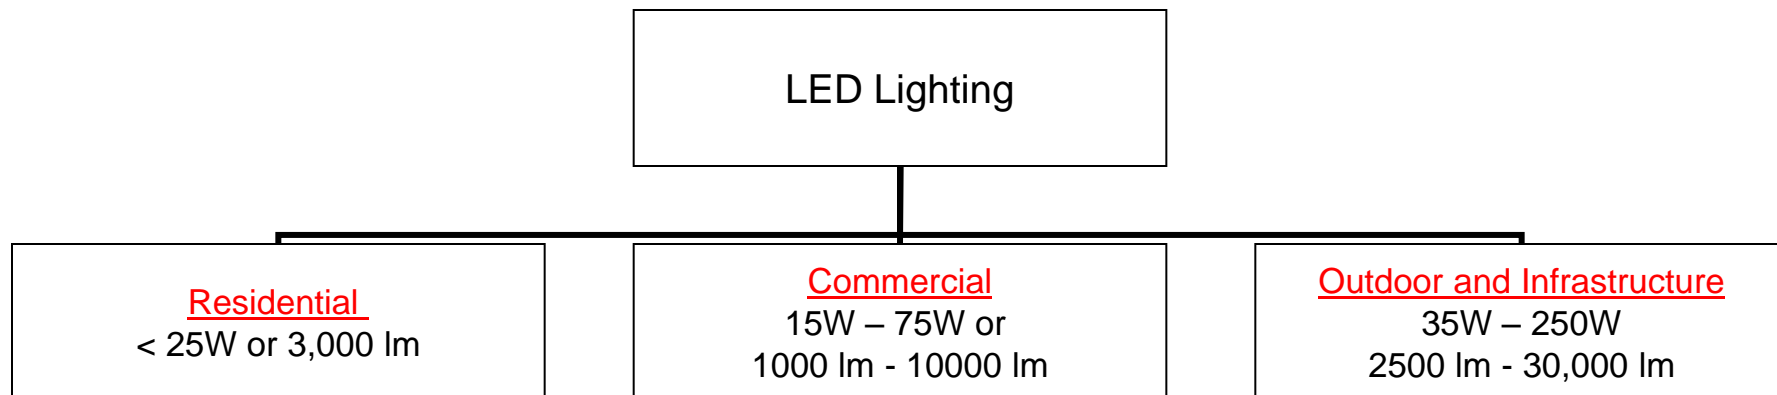 LED Lighting
Residential
< 25W or 3,000 lm
Commercial
15W – 75W or
1000 lm - 10000 lm
Outdoor and Infrastructure
35W – 250W
2500 lm - 30,000 lm